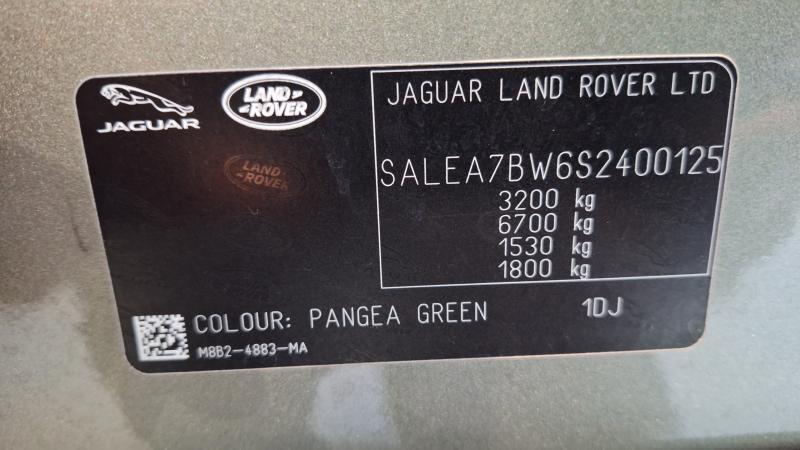 JAGUAR
LAND ROVER
JAGUAR LAND ROVER LTD
LAND ROVER
SALEA7BW6S2400125
3200 kg
6700 kg
1530 kg
1800 kg
COLOUR: PANGEA GREEN 1DJ
M8B2-4883-MA